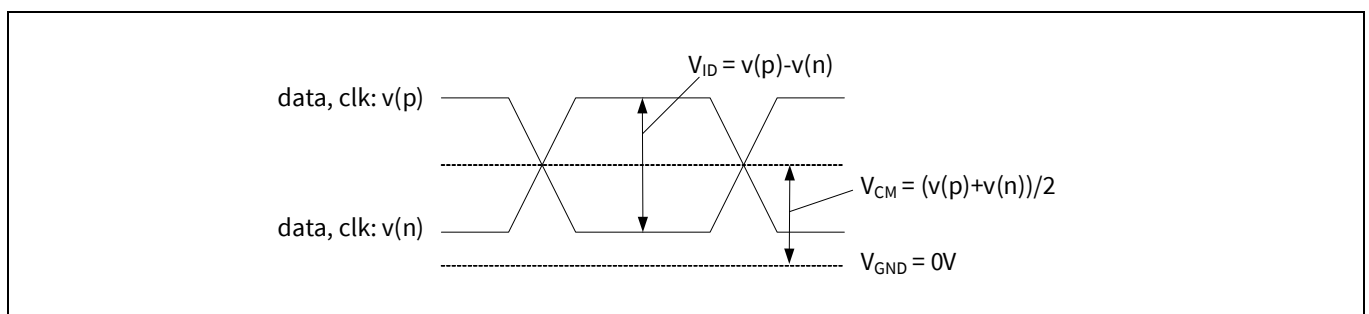 V_ID = v(p)-v(n)
data, clk: v(p)
V_CM = (v(p)+v(n))/2
data, clk: v(n)
V_GND = 0V